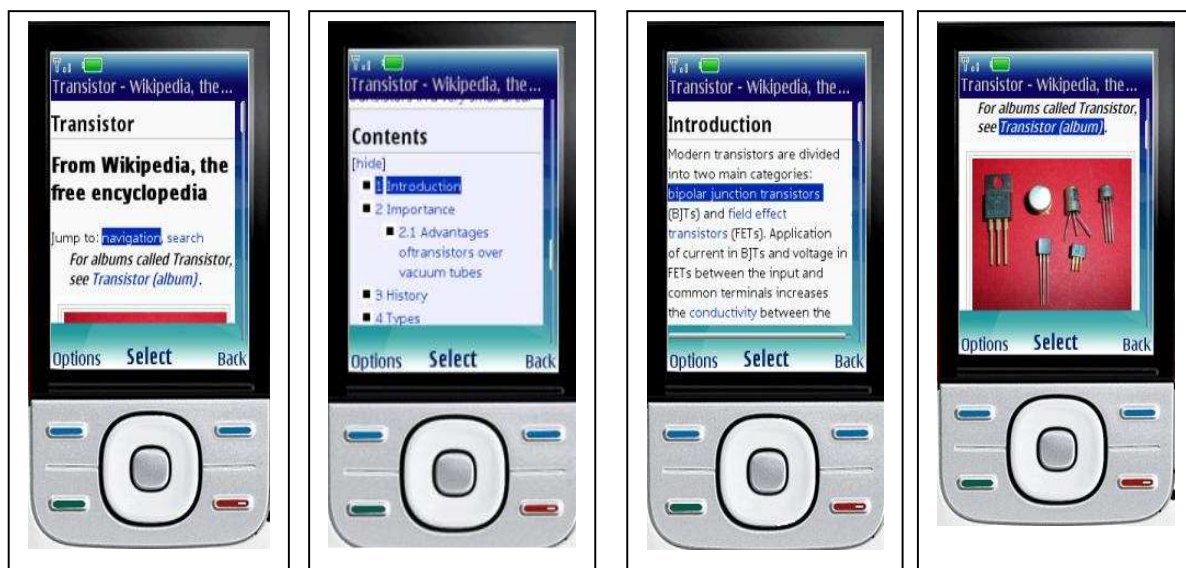 Transistor - Wikipedia, the...
Transistor
From Wikipedia, the
free encyclopedia
Jump to: navigation, search
For albums called Transistor,
see Transistor (album).
Options Select Back
Transistor - Wikipedia, the...
transistors in a very small area.
Contents
[hide]
1 Introduction
2 Importance
2.1 Advantages
oftransistors over
vacuum tubes
3 History
4 Types
Options Select Back
Transistor - Wikipedia, the...
Introduction
Modern transistors are divided
into two main categories:
bipolar junction transistors
(BJTs) and field effect
transistors (FETs). Application
of current in BJTs and voltage in
FETs between the input and
common terminals increases
the conductivity between the
Options Select Back
Transistor - Wikipedia, the...
For albums called Transistor,
see Transistor (album).
Options Select Back